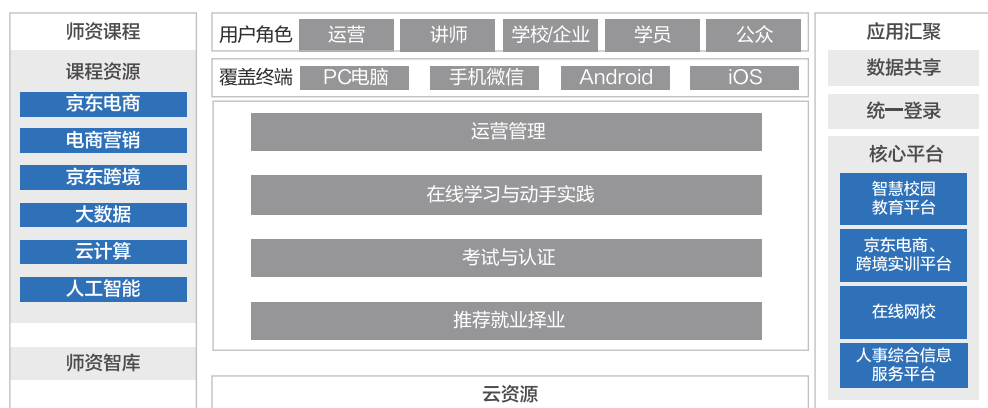 师资课程
课程资源
京东电商
电商营销
京东跨境
大数据
云计算
人工智能
师资智库
用户角色 运营 讲师 学校/企业 学员 公众
覆盖终端 PC电脑 手机微信 Android iOS
运营管理
在线学习与动手实践
考试与认证
推荐就业择业
云资源
应用汇聚
数据共享
统一登录
核心平台
智慧校园
教育平台
京东电商、
跨境实训平台
在线网校
人事综合信息
服务平台